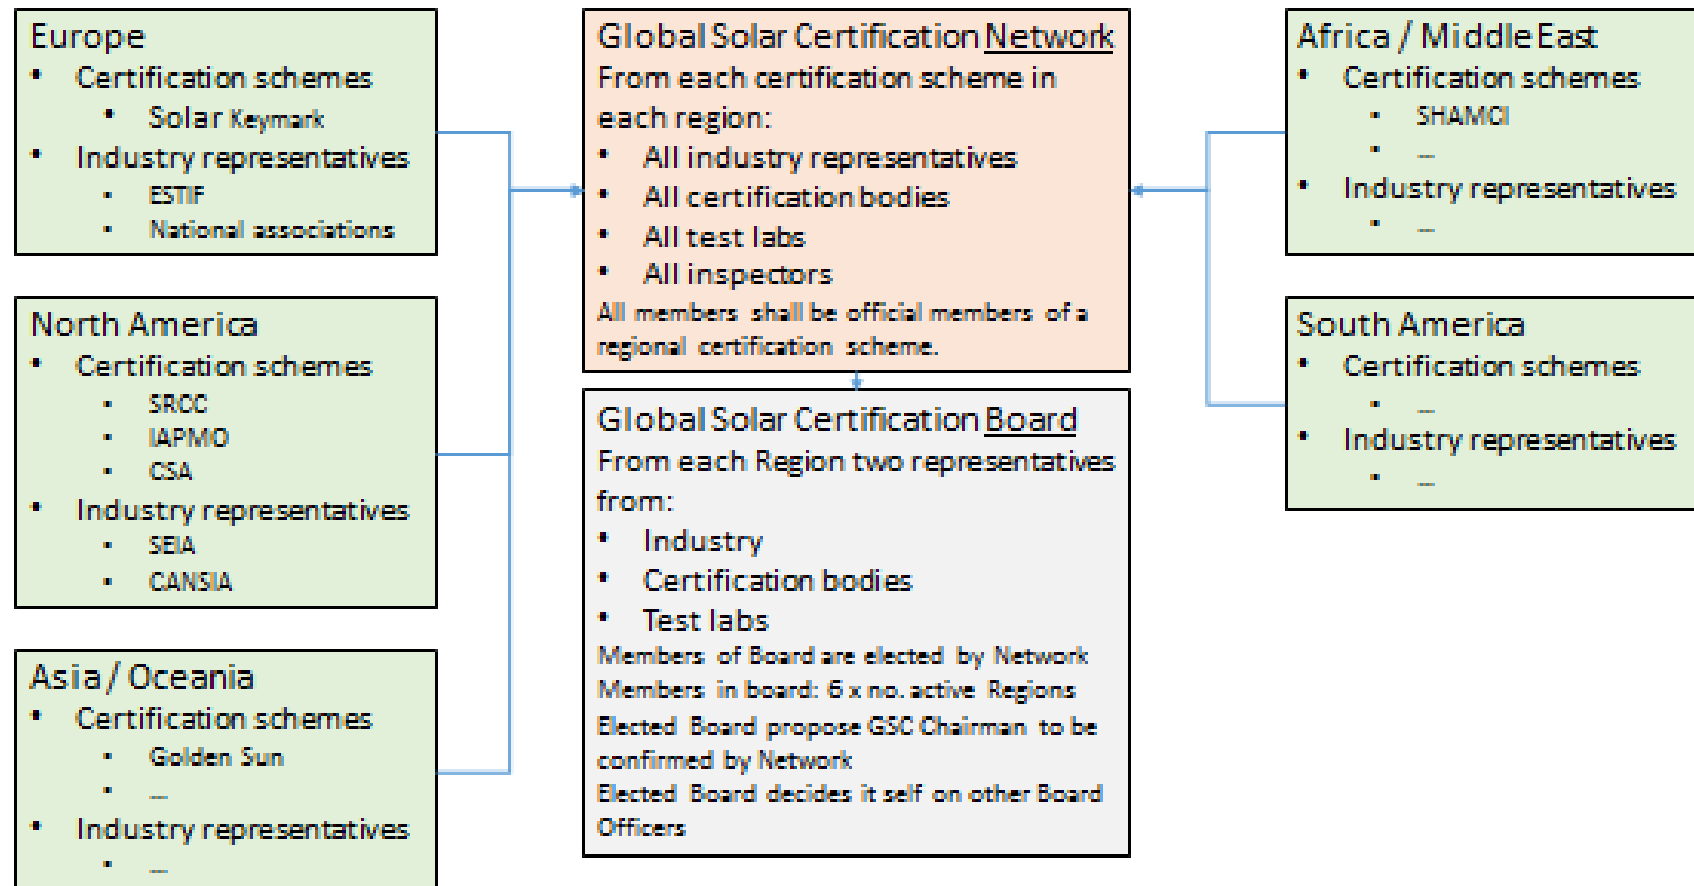 Europe
• Certification schemes
• Solar Keymark
• Industry representatives
• ESTIF
• National associations
North America
• Certification schemes
• SRCC
• IAPMO
• CSA
• Industry representatives
• SEIA
• CANSIA
Asia / Oceania
• Certification schemes
• Golden Sun
• ...
• Industry representatives
• ...
Global Solar Certification Network
From each certification scheme in
each region:
• All industry representatives
• All certification bodies
• All test labs
• All inspectors
All members shall be official members of a
regional certification scheme.
Global Solar Certification Board
From each Region two representatives
from:
• Industry
• Certification bodies
• Test labs
Members of Board are elected by Network
Members in board: 6 x no. active Regions
Elected Board propose GSC Chairman to be
confirmed by Network
Elected Board decides it self on other Board
Officers
Africa / Middle East
• Certification schemes
• SHAMCI
• ...
• Industry representatives
• ...
South America
• Certification schemes
• ...
• Industry representatives
• ...